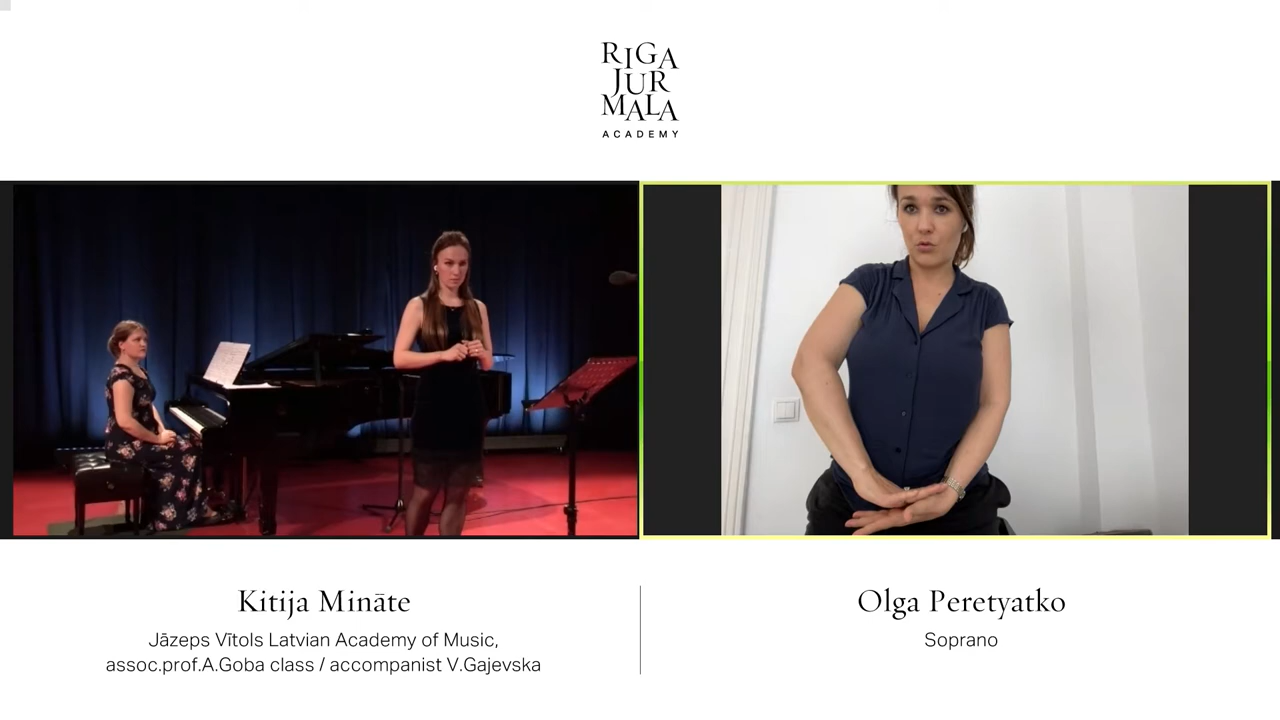 RIGA
JUR
MALA
ACADEMY
Kitija Mināte
Jāzeps Vītols Latvian Academy of Music,
assoc.prof.A.Goba class / accompanist V.Gajevska
Olga Peretyatko
Soprano